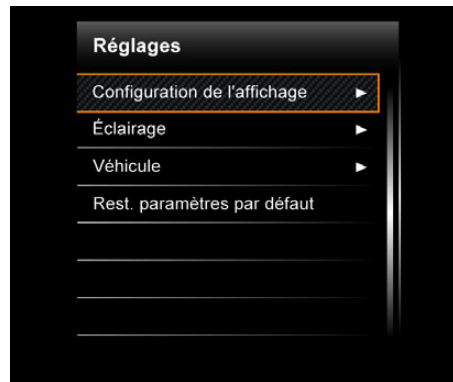 Réglages
Configuration de l'affichage
Éclairage
Véhicule
Rest. paramètres par défaut